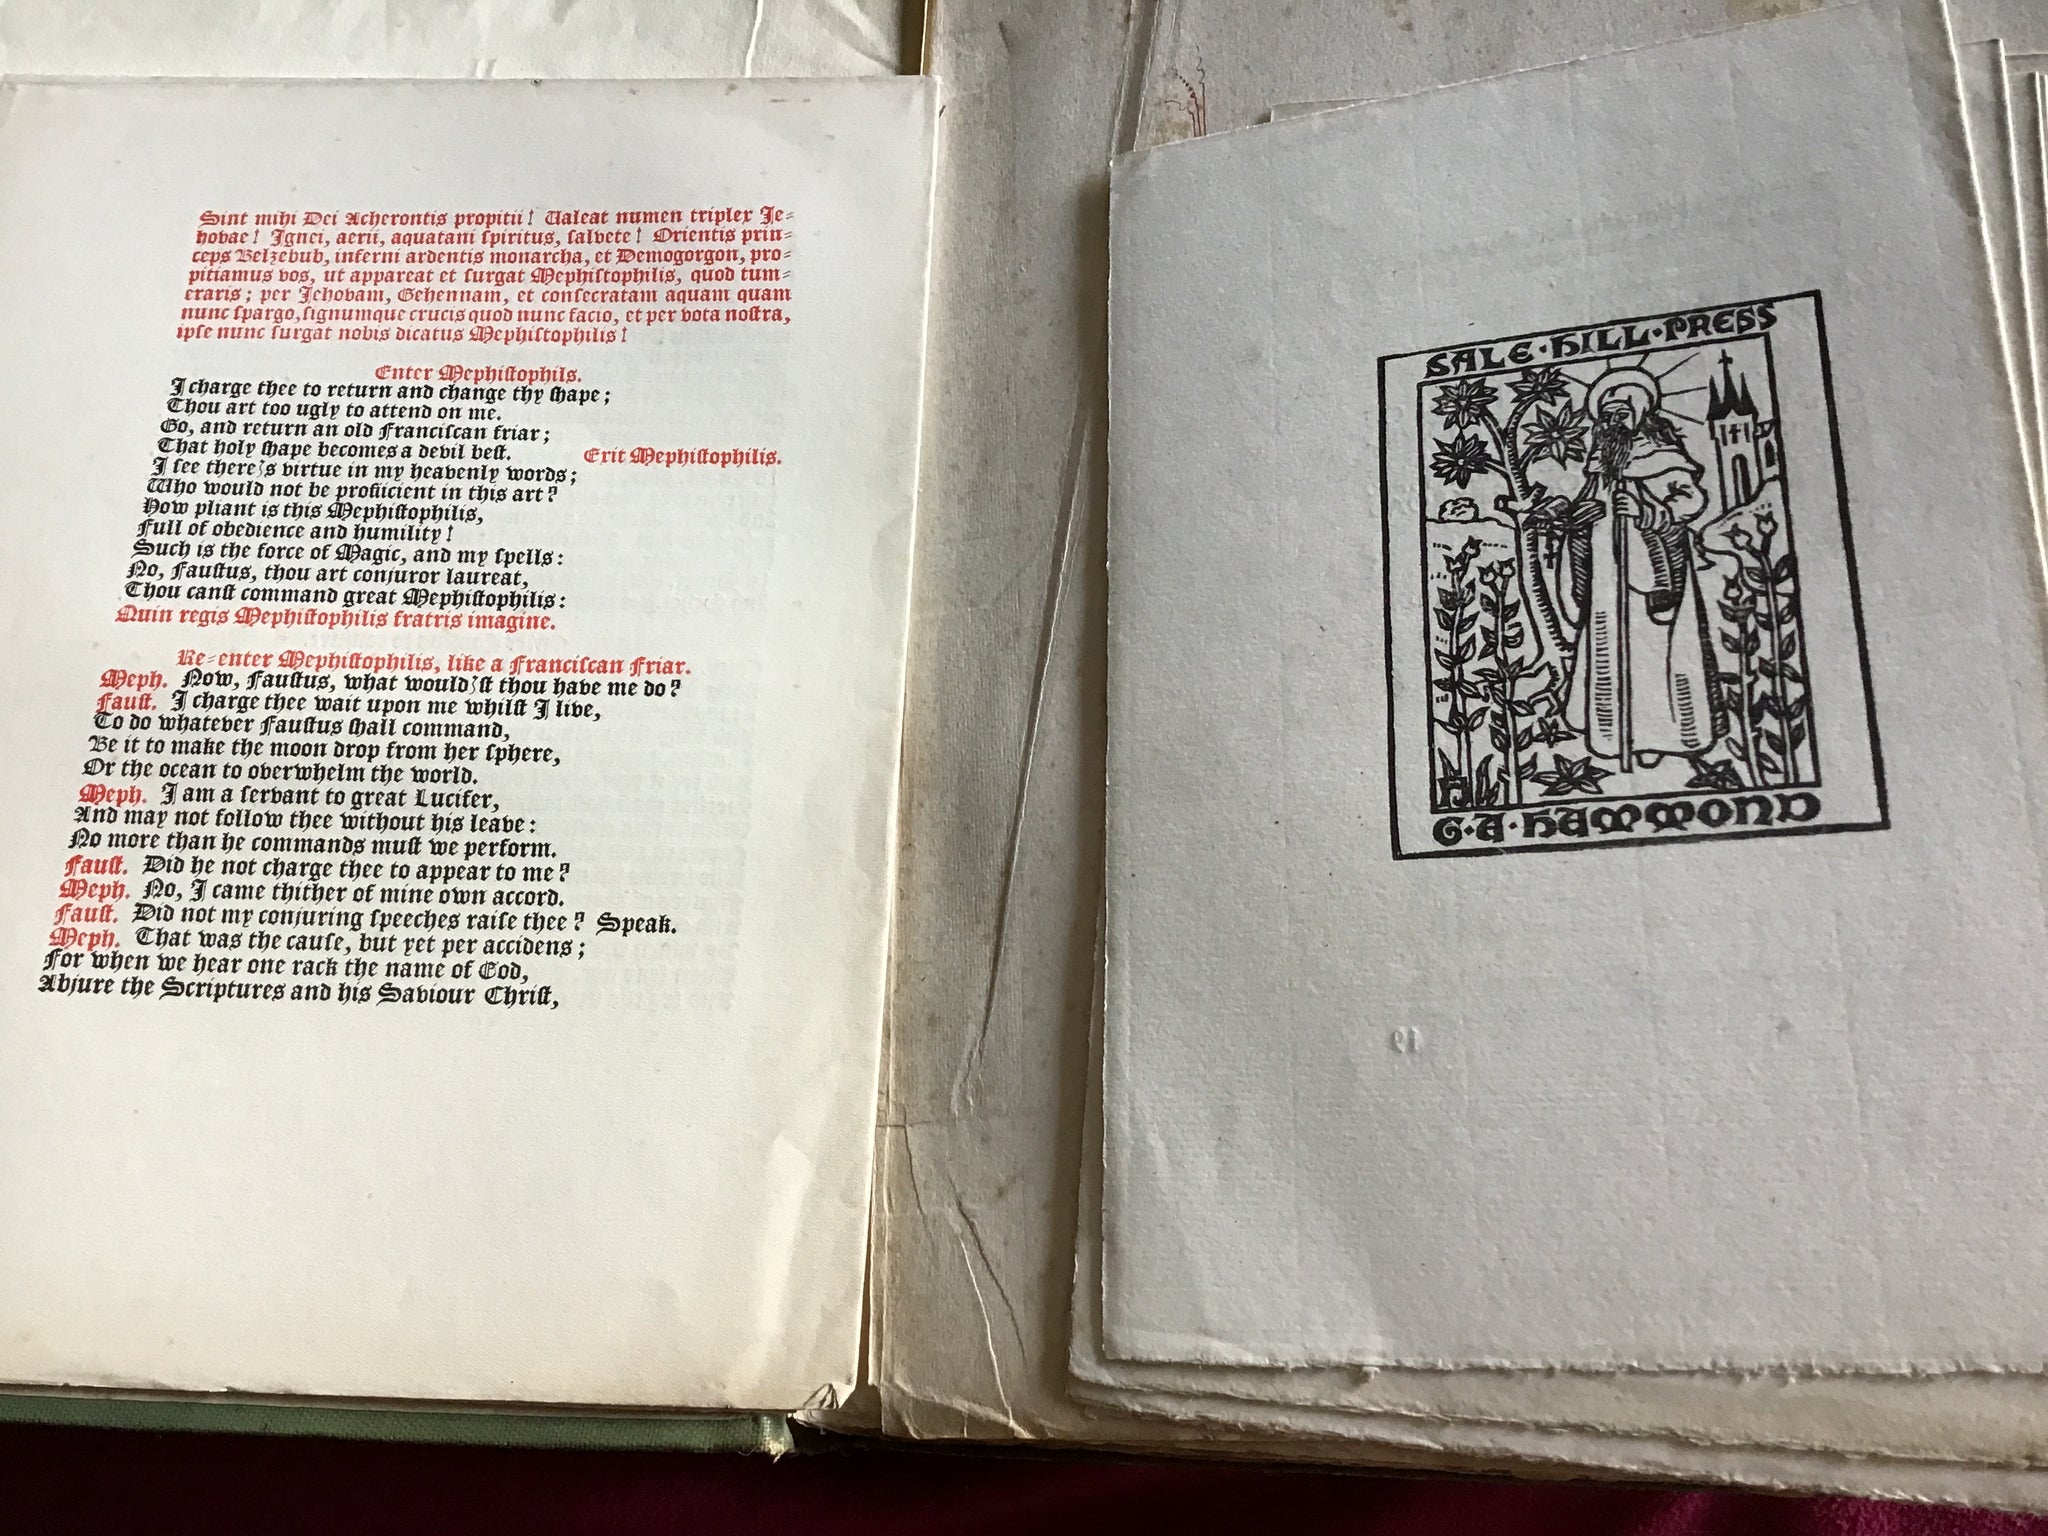 Sint mihi Dei Acherontis propitii! Valeat numen triplex Je=
hovae! Ignei, aerii, aquatani ſpiritus, ſalvete! Orientis prin=
ceps Belzebub, inferni ardentis monarcha, et Demogorgon, pro=
pitiamus vos, ut appareat et ſurgat Mephiſtophilis, quod tum=
eraris; per Jehovam, Gehennam, et conſecratam aquam quam
nunc ſpargo, ſignumque crucis quod nunc facio, et per vota noſtra,
ipſe nunc ſurgat nobis dicatus Mephiſtophilis!
Enter Mephiſtophils.
I charge thee to return and change thy ſhape;
Thou art too ugly to attend on me.
Go, and return an old Franciſcan friar;
That holy ſhape becomes a devil beſt. Exit Mephiſtophilis.
I ſee there's virtue in my heavenly words;
Who would not be proficient in this art?
How pliant is this Mephiſtophilis,
Full of obedience and humility!
Such is the force of Magic, and my ſpells:
No, Fauſtus, thou art conjuror laureat,
Thou canſt command great Mephiſtophilis:
Quin regis Mephiſtophilis fratris imagine.
Re=enter Mephiſtophilis, like a Franciſcan Friar.
Meph. Now, Fauſtus, what would'ſt thou have me do?
Fauſt. I charge thee wait upon me whilſt I live,
To do whatever Fauſtus ſhall command,
Be it to make the moon drop from her ſphere,
Or the ocean to overwhelm the world.
Meph. I am a ſervant to great Lucifer,
And may not follow thee without his leave:
No more than he commands muſt we perform.
Fauſt. Did he not charge thee to appear to me?
Meph. No, I came thither of mine own accord.
Fauſt. Did not my conjuring ſpeeches raiſe thee? Speak.
Meph. That was the cauſe, but yet per accidens;
For when we hear one rack the name of God,
Abjure the Scriptures and his Saviour Chriſt,
SALE·HILL·PRESS
G·A·HAMMOND